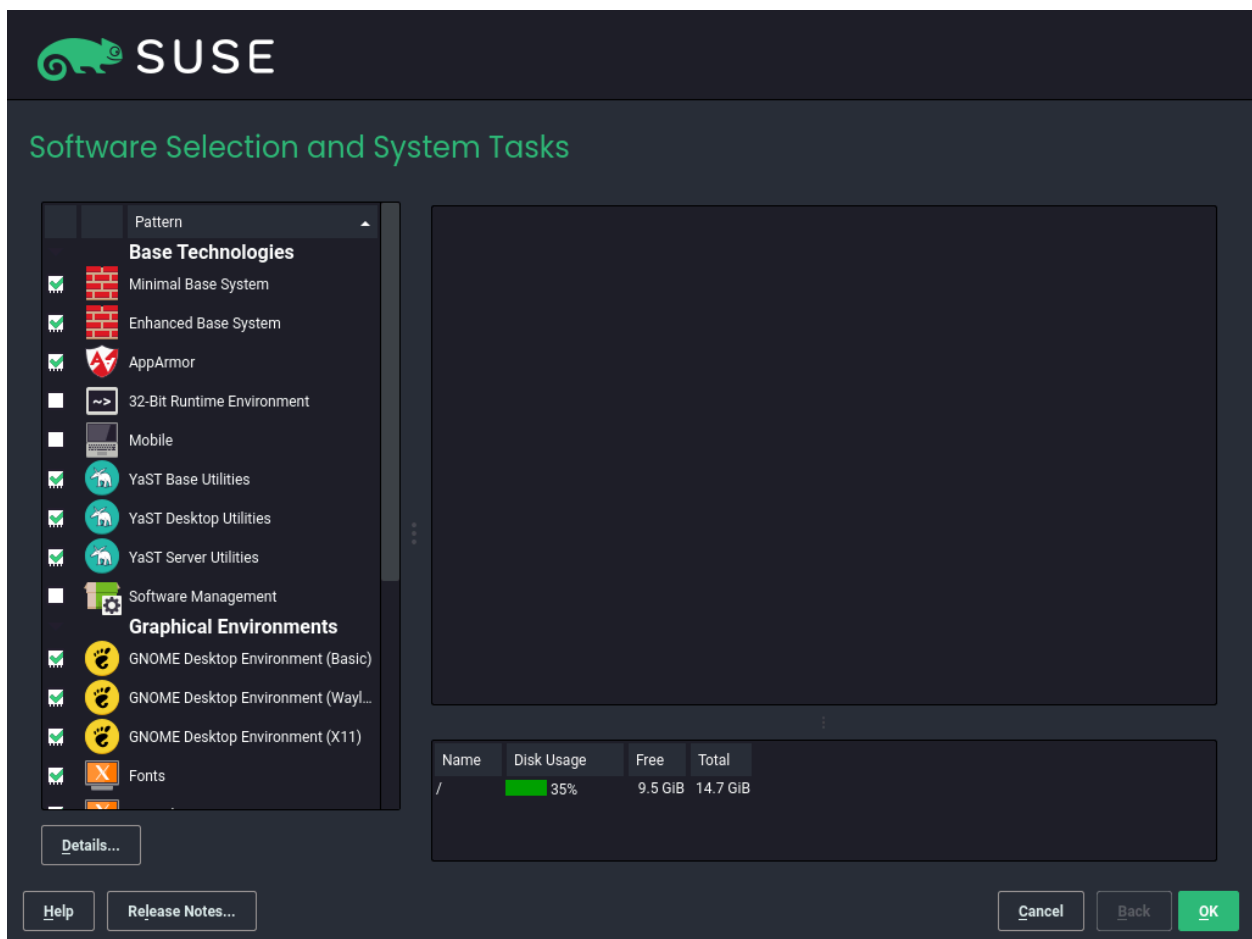 SUSE
Software Selection and System Tasks
Pattern
Base Technologies
Minimal Base System
Enhanced Base System
AppArmor
~> 32-Bit Runtime Environment
Mobile
YaST Base Utilities
YaST Desktop Utilities
YaST Server Utilities
Software Management
Graphical Environments
GNOME Desktop Environment (Basic)
GNOME Desktop Environment (Wayl...
GNOME Desktop Environment (X11)
X Fonts
Name Disk Usage Free Total
/ 35% 9.5 GiB 14.7 GiB
Details...
Help Release Notes... Cancel Back OK